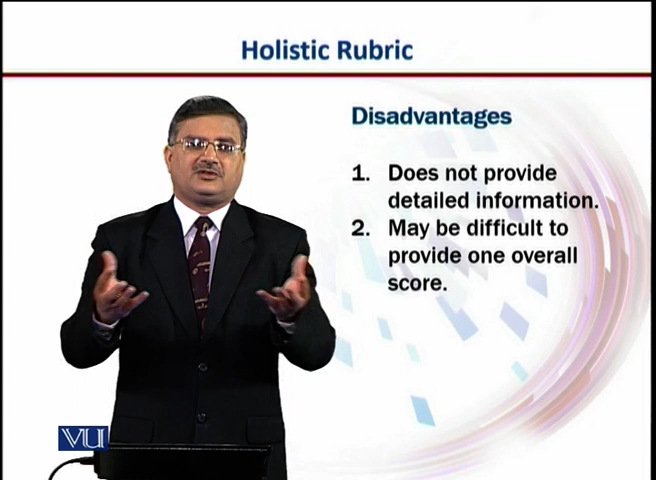 Holistic Rubric
Disadvantages
1. Does not provide
detailed information.
2. May be difficult to
provide one overall
score.
VU